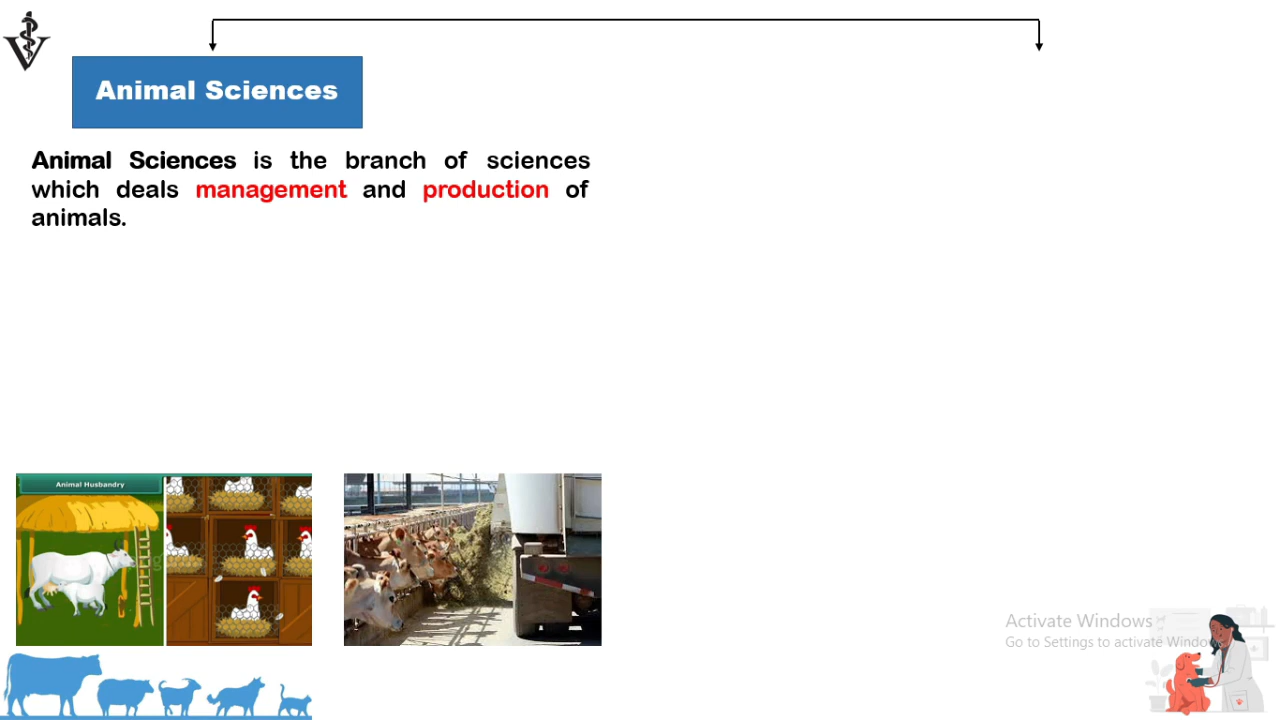 Animal Sciences
Animal Sciences is the branch of sciences
which deals management and production of
animals.
Animal Husbandry
Activate Windows
Go to Settings to activate Windows